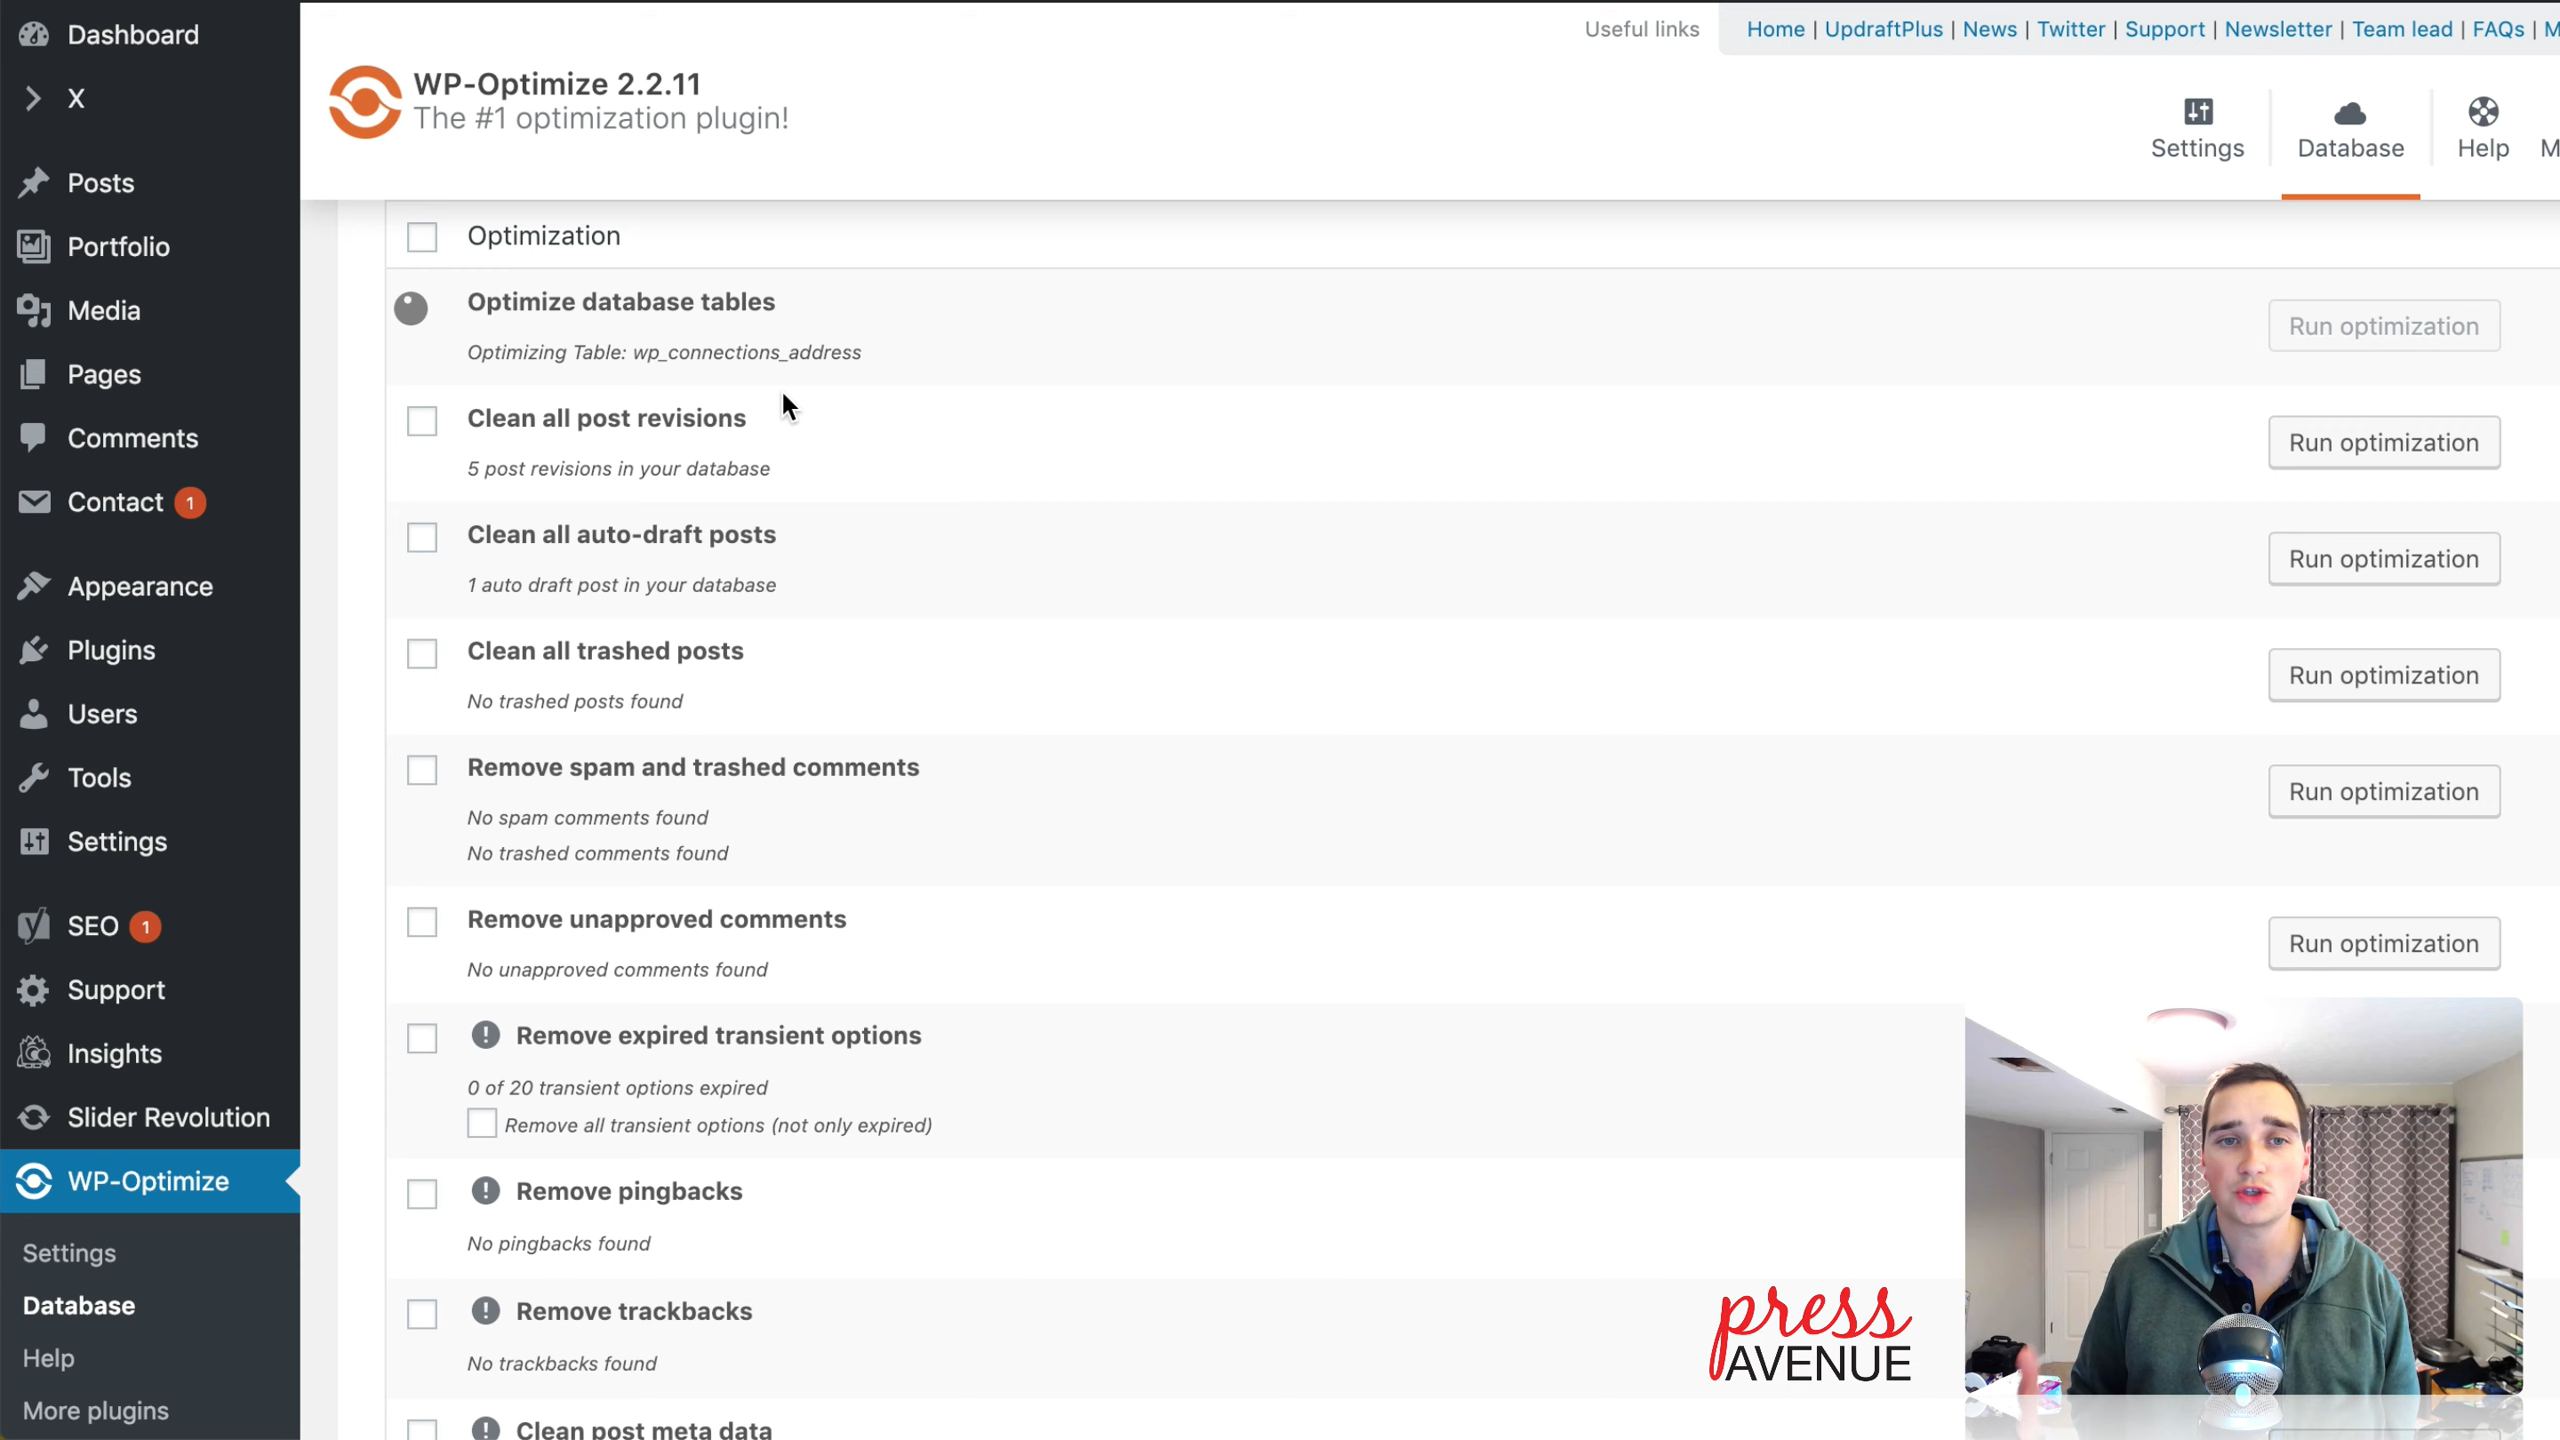 Dashboard
X
Posts
Portfolio
Media
Pages
Comments
Contact 1
Appearance
Plugins
Users
Tools
Settings
SEO 1
Support
Insights
Slider Revolution
WP-Optimize
Settings
Database
Help
More plugins
Useful links
Home | UpdraftPlus | News | Twitter | Support | Newsletter | Team lead | FAQs | M
WP-Optimize 2.2.11
The #1 optimization plugin!
Settings
Database
Help
M
Optimization
Optimize database tables
Optimizing Table: wp_connections_address
Run optimization
Clean all post revisions
5 post revisions in your database
Run optimization
Clean all auto-draft posts
1 auto draft post in your database
Run optimization
Clean all trashed posts
No trashed posts found
Run optimization
Remove spam and trashed comments
No spam comments found
No trashed comments found
Run optimization
Remove unapproved comments
No unapproved comments found
Run optimization
Remove expired transient options
0 of 20 transient options expired
Remove all transient options (not only expired)
Remove pingbacks
No pingbacks found
Remove trackbacks
No trackbacks found
Clean post meta data
press
AVENUE